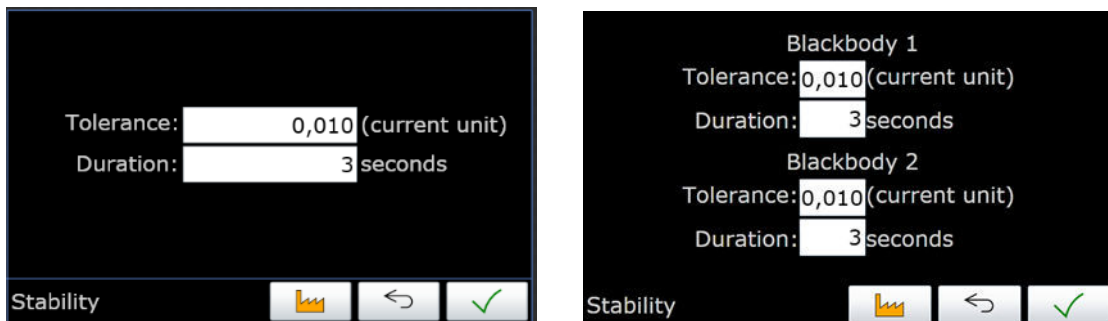 Tolerance: 0,010 (current unit)
Duration: 3 seconds
Stability
Blackbody 1
Tolerance: 0,010 (current unit)
Duration: 3 seconds
Blackbody 2
Tolerance: 0,010 (current unit)
Duration: 3 seconds
Stability